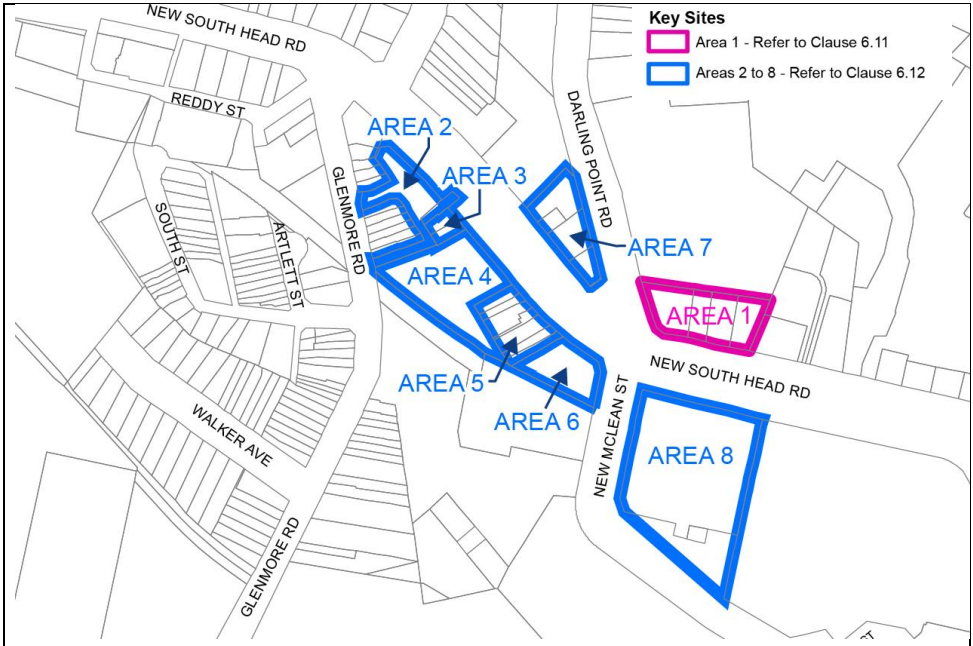 Key Sites
Area 1 - Refer to Clause 6.11
Areas 2 to 8 - Refer to Clause 6.12
NEW SOUTH HEAD RD
REDDY ST
DARLING POINT RD
AREA 2
AREA 3
GLENMORE RD
SOUTH ST
ARTLETT ST
AREA 7
AREA 4
AREA 1
NEW SOUTH HEAD RD
AREA 5
AREA 6
NEW MCLEAN ST
WALKER AVE
AREA 8
GLENMORE RD
ST